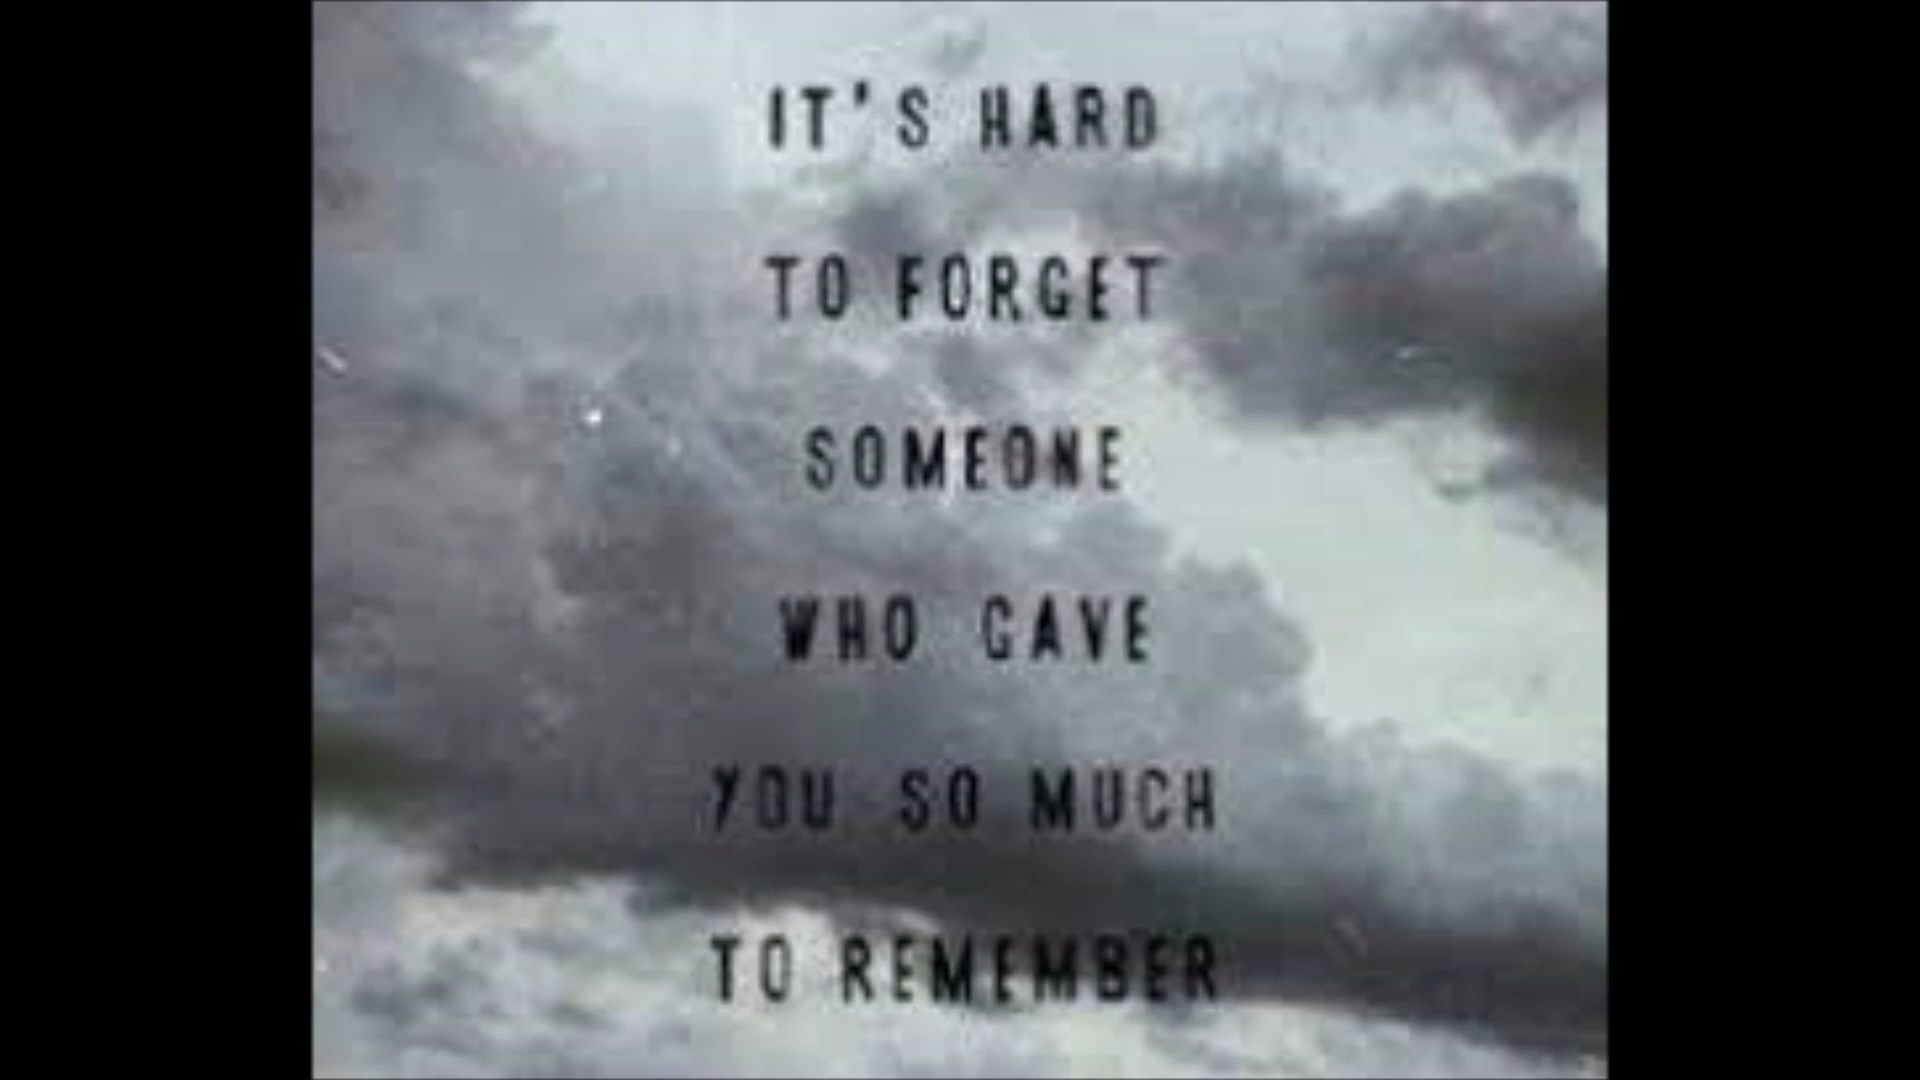 IT'S HARD
TO FORGET
SOMEONE
WHO GAVE
YOU SO MUCH
TO REMEMBER